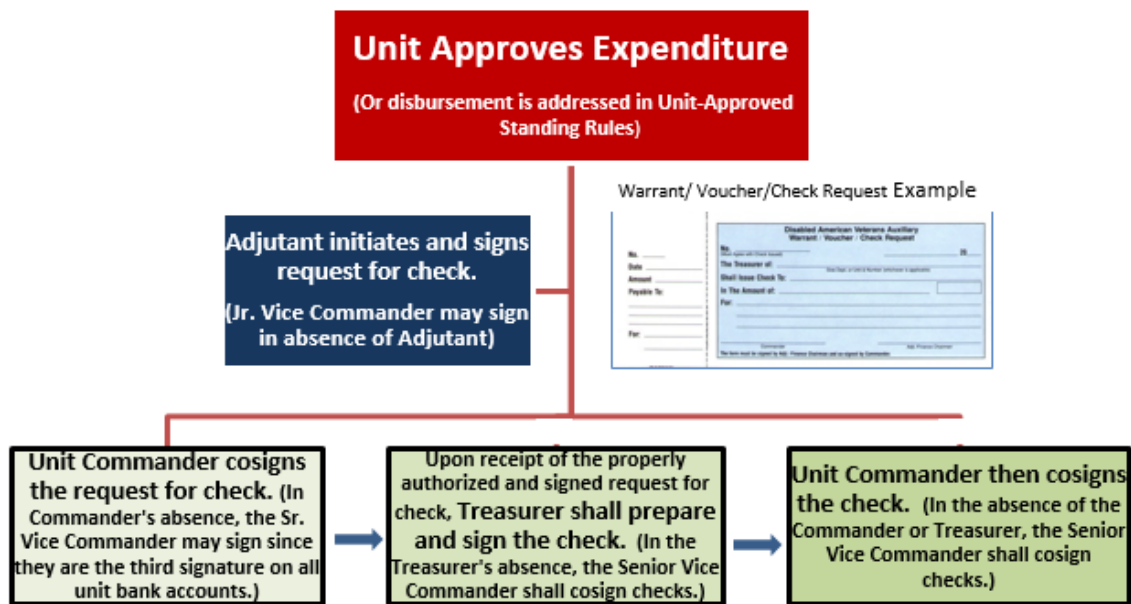 Unit Approves Expenditure
(Or disbursement is addressed in Unit-Approved
Standing Rules)
Warrant/ Voucher/Check Request Example
Adjutant initiates and signs
request for check.
(Jr. Vice Commander may sign
in absence of Adjutant)
No.
Date
Amount
Payable To:
For:
Disabled American Veterans Auxiliary
Warrant / Voucher / Check Request
No.
20
The Treasurer of:
Shall Issue Check To:
In The Amount of:
For:
Commander
Adj. Finance Chairman
Unit Commander cosigns
the request for check. (In
Commander's absence, the Sr.
Vice Commander may sign since
they are the third signature on all
unit bank accounts.)
Upon receipt of the properly
authorized and signed request for
check, Treasurer shall prepare
and sign the check. (In the
Treasurer's absence, the Senior Vice
Commander shall cosign checks.)
Unit Commander then cosigns
the check. (In the absence of the
Commander or Treasurer, the Senior
Vice Commander shall cosign
checks.)